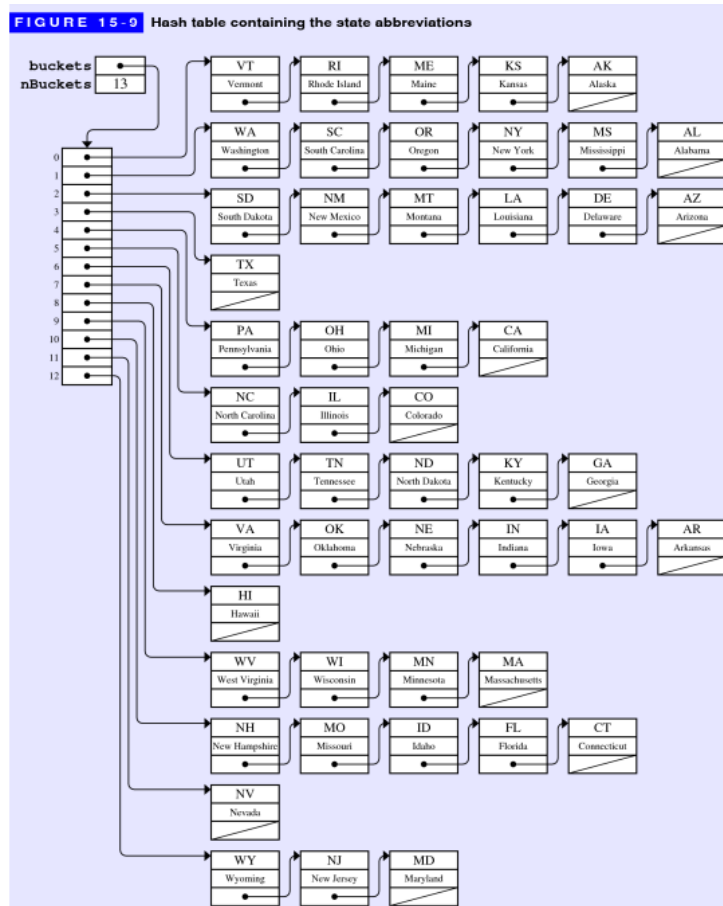 FIGURE 15-9 Hash table containing the state abbreviations
buckets
nBuckets 13
VT RI ME KS AK
Vermont Rhode Island Maine Kansas Alaska
WA SC OR NY MS AL
Washington South Carolina Oregon New York Mississippi Alabama
0
1
2
3
4
5
6
7
8
9
10
11
12
SD NM MT LA DE AZ
South Dakota New Mexico Montana Louisiana Delaware Arizona
TX
Texas
PA OH MI CA
Pennsylvania Ohio Michigan California
NC IL CO
North Carolina Illinois Colorado
UT TN ND KY GA
Utah Tennessee North Dakota Kentucky Georgia
VA OK NE IN IA AR
Virginia Oklahoma Nebraska Indiana Iowa Arkansas
HI
Hawaii
WV WI MN MA
West Virginia Wisconsin Minnesota Massachusetts
NH MO ID FL CT
New Hampshire Missouri Idaho Florida Connecticut
NV
Nevada
WY NJ MD
Wyoming New Jersey Maryland